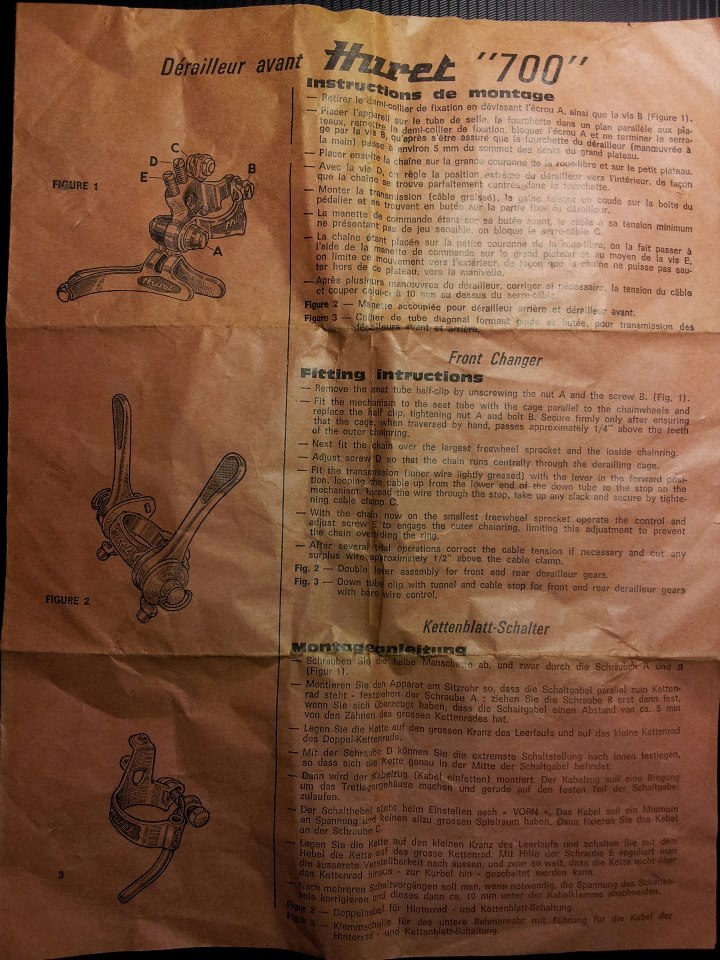 Dérailleur avant Huret "700"
Instructions de montage
— Retirer le demi-collier de fixation en dévissant l'écrou A, ainsi que la vis B (Figure 1).
— Placer l'appareil sur le tube de selle, la fourchette dans un plan parallèle aux pla-
teaux, remettre le demi-collier de fixation, bloquer l'écrou A et ne terminer le serra-
ge par la vis B, qu'après s'être assuré que la fourchette du dérailleur (manœuvrée à
la main) passe à environ 5 mm du sommet des dents du grand plateau.
— Placer ensuite la chaîne sur la grande couronne de la roue-libre et sur le petit plateau.
— Avec la vis D, on règle la position extrême du dérailleur vers l'intérieur, de façon
que la chaîne se trouve parfaitement centrée dans la fourchette.
— Monter la transmission (câble graissé), la gaine faisant un coude sur la boîte du
pédalier et se trouvant en butée sur la partie fixe du dérailleur.
— La manette de commande étant sur sa butée avant, le câble à sa tension minimum
ne présentant pas de jeu sensible, on bloque le serre-câble C.
— La chaîne étant placée sur la petite couronne de la roue-libre, on la fait passer à
l'aide de la manette de commande sur le grand plateau et au moyen de la vis E,
on limite ce mouvement vers l'extérieur, de façon que la chaîne ne puisse pas sau-
ter hors de ce plateau, vers la manivelle.
— Après plusieurs manœuvres du dérailleur, corriger si nécessaire, la tension du câble
et couper celui-ci à 10 mm au dessus du serre-câble.
Figure 2 — Manette accouplée pour dérailleur arrière et dérailleur avant.
Figure 3 — Collier de tube diagonal formant guide et butée, pour transmission des
dérailleurs avant et arrière.
C
D
E
B
A
FIGURE 1
Huret
Front Changer
Fitting intructions
— Remove the seat tube half-clip by unscrewing the nut A and the screw B. (Fig. 1).
— Fit the mechanism to the seat tube with the cage parallel to the chainwheels and
replace the half clip, tightening nut A and bolt B. Secure firmly only after ensuring
that the cage, when traversed by hand, passes approximately 1/4" above the teeth
of the outer chainring.
— Next fit the chain over the largest freewheel sprocket and the inside chainring.
— Adjust screw D so that the chain runs centrally through the derailling cage.
— Fit the transmission (inner wire lightly greased) with the lever in the forward posi-
tion, looping the cable up from the lower end of the down tube to the stop on the
mechanism. Thread the wire through the stop, take up any slack and secure by tighte-
ning cable clamp C.
— With the chain now on the smallest freewheel sprocket operate the control and
adjust screw E to engage the outer chainring, limiting this adjustment to prevent
the chain overriding the ring.
— After several trial operations correct the cable tension if necessary and cut any
surplus wire approximately 1/2" above the cable clamp.
Fig. 2 — Double lever assembly for front and rear derailleur gears.
Fig. 3 — Down tube clip with tunnel and cable stop for front and rear derailleur gears
with bare wire control.
FIGURE 2
Kettenblatt-Schalter
Montageanleitung
— Schrauben Sie die halbe Manschette ab, und zwar durch die Schrauben A und B
(Figur 1).
— Montieren Sie den Apparat am Sitzrohr so, dass die Schaltgabel parallel zum Ketten-
rad steht - festziehen der Schraube A ; ziehen Sie die Schraube B erst dann fest,
wenn Sie sich überzeugt haben, dass die Schaltgabel einen Abstand von ca. 5 mm
von den Zähnen des grossen Kettenrades hat.
— Legen Sie die Kette auf den grossen Kranz des Leerlaufs und auf das kleine Kettenrad
des Doppel-Kettenrads.
— Mit der Schraube D können Sie die extremste Schaltstellung nach innen festlegen,
so dass sich die Kette genau in der Mitte der Schaltgabel befindet.
— Dann wird der Kabelzug (Kabel einfetten) montiert. Der Kabelzug soll eine Biegung
um das Tretlagergehäuse machen und gerade auf den festen Teil der Schaltgabel
zulaufen.
— Der Schalthebel steht beim Einstellen nach « VORN ». Das Kabel soll ein Mimemum
an Spannung und keinen allzu grossen Spielraum haben. Dann fixieren Sie das Kabel
an der Schraube C.
— Legen Sie die Kette auf den kleinen Kranz des Leerlaufs und schalten Sie mit dem
Hebel die Kette auf das grosse Kettenrad. Mit Hilfe der Schraube E reguliert man
die äusserste Verstellbarkeit nach aussen, und zwar so weit, dass die Kette nicht über
das Kettenrad hinaus - zur Kurbel hin - geschaltet werden kann.
— Nach mehreren Schaltvorgängen soll man, wenn notwendig, die Spannung des Schaltka-
bels korrigieren und dieses dann ca. 10 mm unter der Kabelklamme abschneiden.
Figur 2 — Doppelhebel für Hinterrad - und Kettenblatt-Schaltung.
Figur 3 — Klemmschelle für das untere Rahmenrohr mit Führung für die Kabel der
Hinterrad - und Kettenblatt-Schaltung.
3